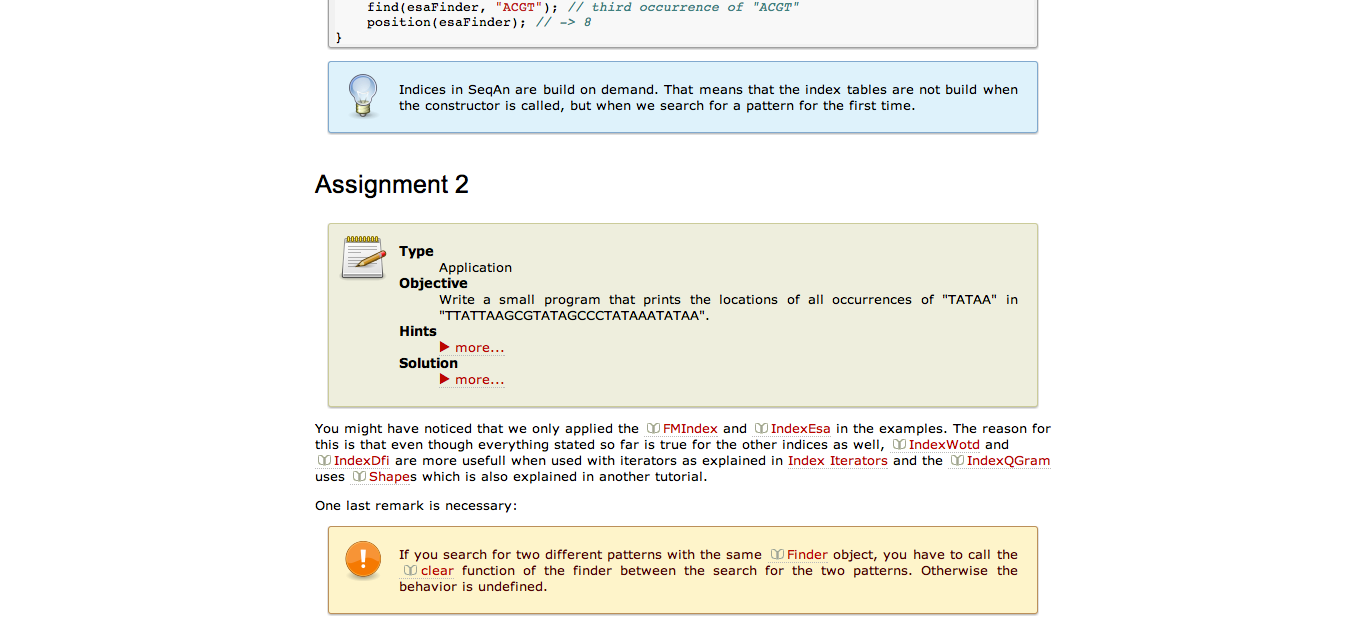 find(esaFinder, "ACGT"); // third occurrence of "ACGT"
position(esaFinder); // -> 8
}
Indices in SeqAn are build on demand. That means that the index tables are not build when
the constructor is called, but when we search for a pattern for the first time.
Assignment 2
Type
Application
Objective
Write a small program that prints the locations of all occurrences of "TATAA" in
"TTATTAAGCGTATAGCCCTATAAATATAA".
Hints
▶ more...
Solution
▶ more...
You might have noticed that we only applied the FMIndex and IndexEsa in the examples. The reason for
this is that even though everything stated so far is true for the other indices as well, IndexWotd and
IndexDfi are more usefull when used with iterators as explained in Index Iterators and the IndexQGram
uses Shapes which is also explained in another tutorial.
One last remark is necessary:
If you search for two different patterns with the same Finder object, you have to call the
clear function of the finder between the search for the two patterns. Otherwise the
behavior is undefined.